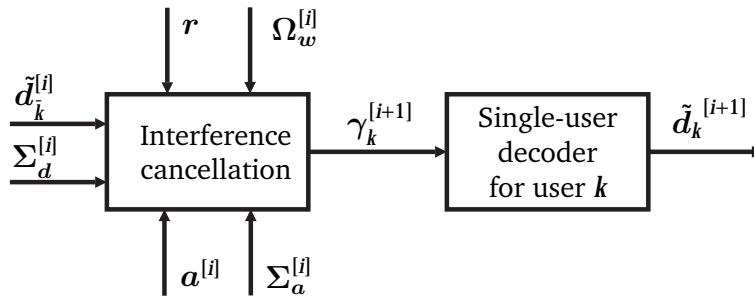 r
Ω_w^[i]
d̃_k̄^[i]
Σ_d^[i]
Interference
cancellation
γ_k^[i+1]
Single-user
decoder
for user k
d̃_k^[i+1]
a^[i]
Σ_a^[i]